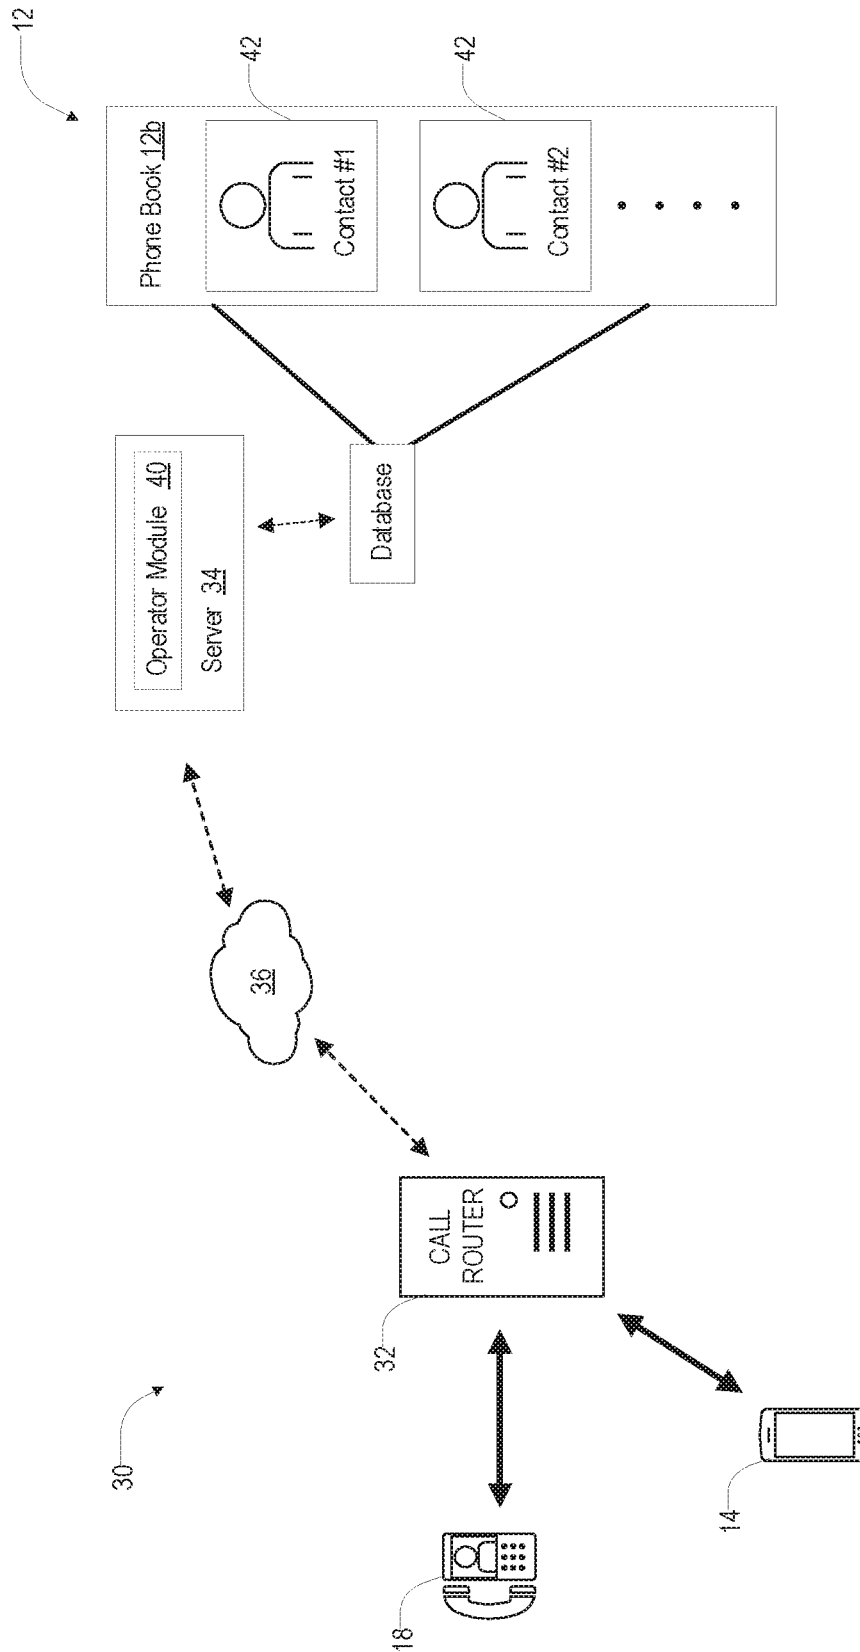 12
Phone Book 12b
42
Contact #1
42
Contact #2
Operator Module 40
Server 34
Database
36
CALL
ROUTER
32
30
18
14